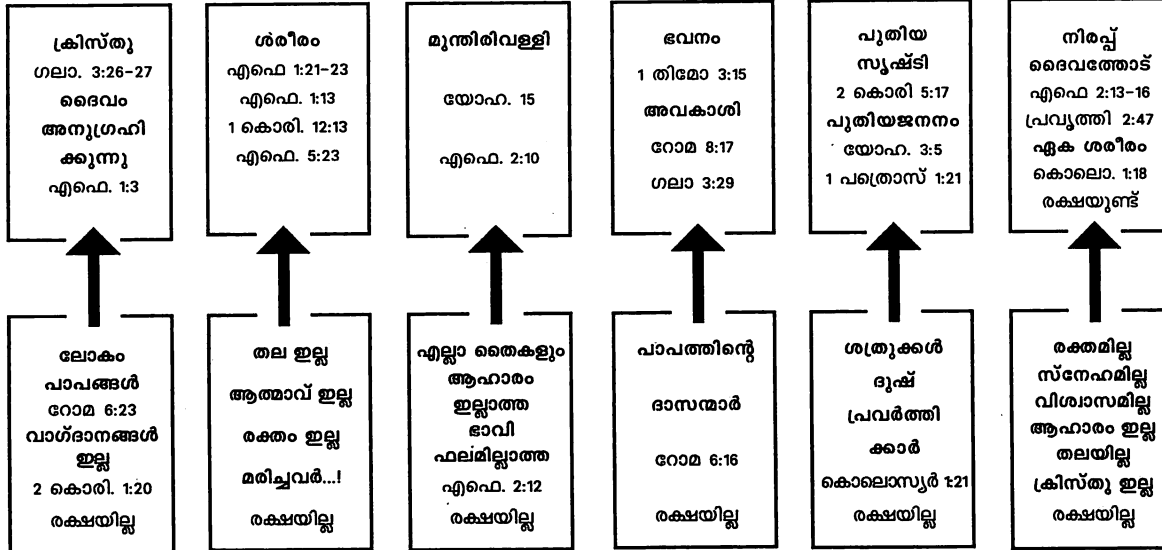 ക്രിസ്തു
ഗലാ. 3:26-27
ദൈവം
അനുഗ്രഹി
ക്കുന്നു
എഫെ. 1:3
ശരീരം
എഫെ 1:21-23
എഫെ. 1:13
1 കൊരി. 12:13
എഫെ. 5:23
മുന്തിരിവള്ളി
യോഹ. 15
എഫെ. 2:10
ഭവനം
1 തിമോ 3:15
അവകാശി
റോമ 8:17
ഗലാ 3:29
പുതിയ
സൃഷ്ടി
2 കൊരി 5:17
പുതിയജനനം
യോഹ. 3:5
1 പത്രൊസ് 1:21
നിരപ്പ്
ദൈവത്തോട്
എഫെ 2:13-16
പ്രവൃത്തി 2:47
ഏക ശരീരം
കൊലൊ. 1:18
രക്ഷയുണ്ട്
ലോകം
പാപങ്ങൾ
റോമ 6:23
വാഗ്ദാനങ്ങൾ
ഇല്ല
2 കൊരി. 1:20
രക്ഷയില്ല
തല ഇല്ല
ആത്മാവ് ഇല്ല
രക്തം ഇല്ല
മരിച്ചവർ...!
രക്ഷയില്ല
എല്ലാ തൈകളും
ആഹാരം
ഇല്ലാത്ത
ഭാവി
ഫലമില്ലാത്ത
എഫെ. 2:12
രക്ഷയില്ല
പാപത്തിന്റെ
ദാസന്മാർ
റോമ 6:16
രക്ഷയില്ല
ശത്രുക്കൾ
ദുഷ്
പ്രവർത്തി
ക്കാർ
കൊലൊസ്യർ 1:21
രക്ഷയില്ല
രക്തമില്ല
സ്നേഹമില്ല
വിശ്വാസമില്ല
ആഹാരം ഇല്ല
തലയില്ല
ക്രിസ്തു ഇല്ല
രക്ഷയില്ല